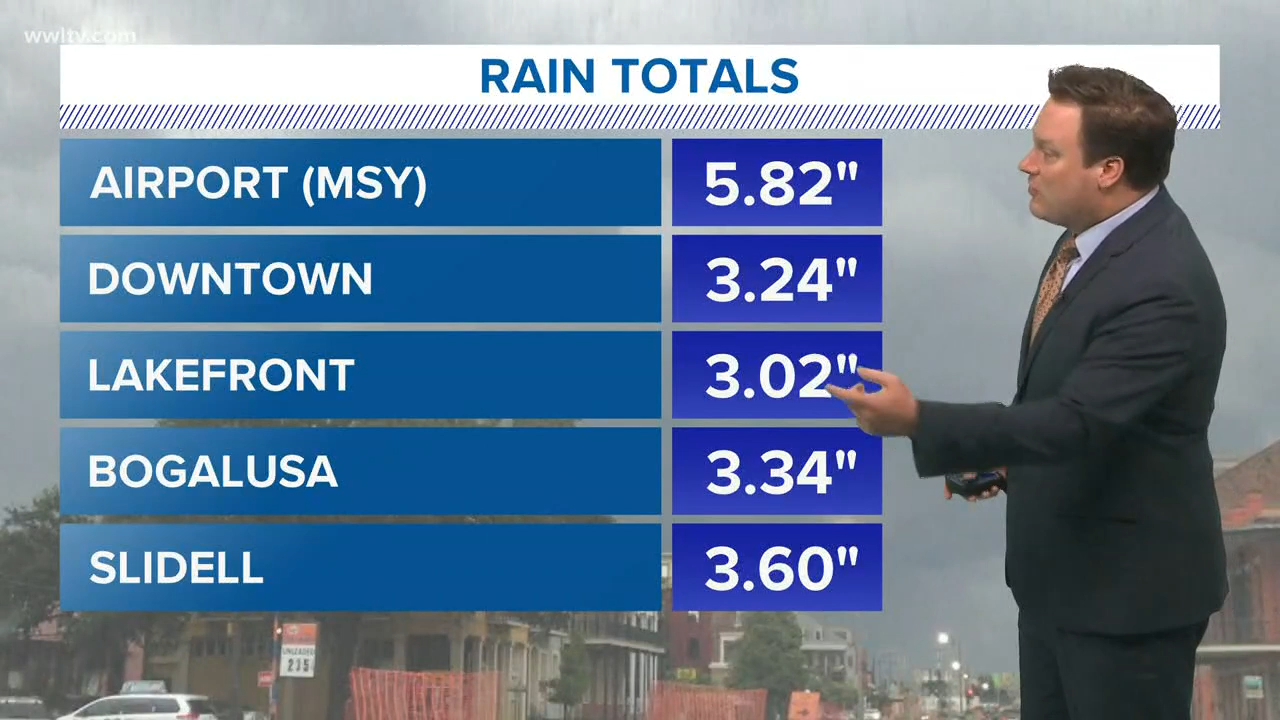 wwltv.com
RAIN TOTALS
AIRPORT (MSY) 5.82"
DOWNTOWN 3.24"
LAKEFRONT 3.02"
BOGALUSA 3.34"
SLIDELL 3.60"
UNLEADED